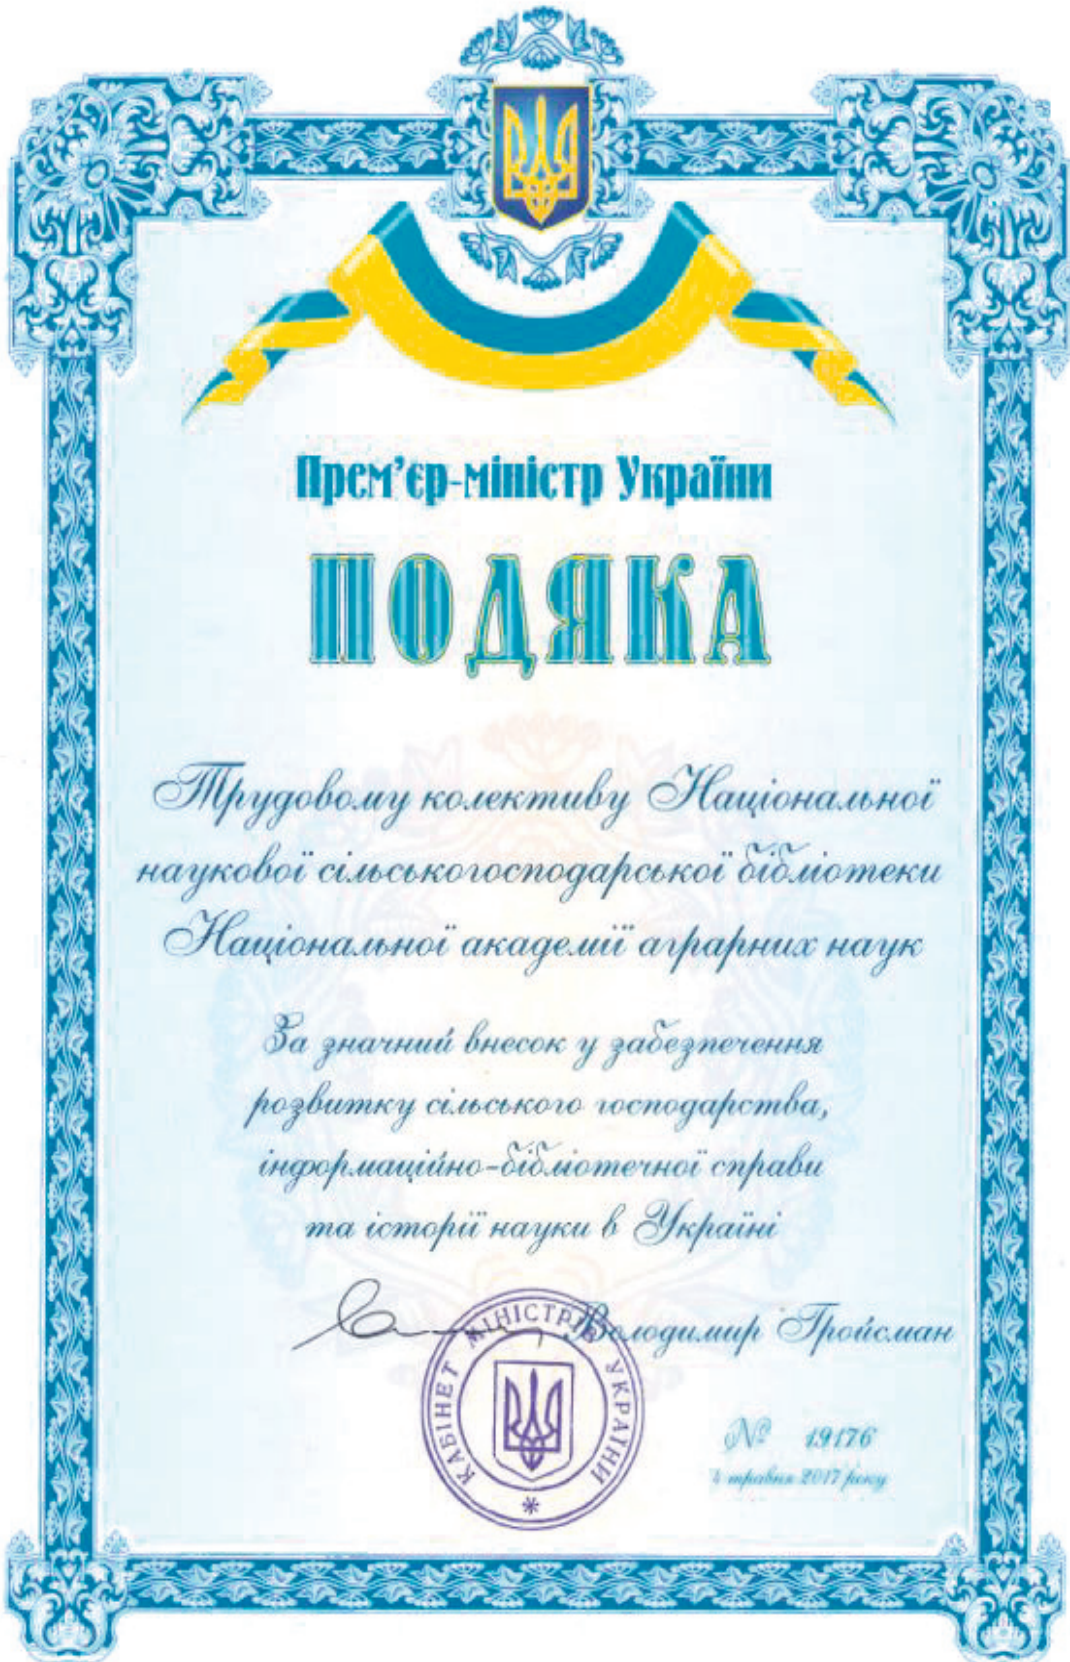 Прем’єр-міністр України
ПОДЯКА
Трудовому колективу Національної
наукової сільськогосподарської бібліотеки
Національної академії аграрних наук
За значний внесок у забезпечення
розвитку сільського господарства,
інформаційно-бібліотечної справи
та історії науки в Україні
Володимир Гройсман
КАБІНЕТ МІНІСТРІВ УКРАЇНИ
№ 19176
4 травня 2017 року